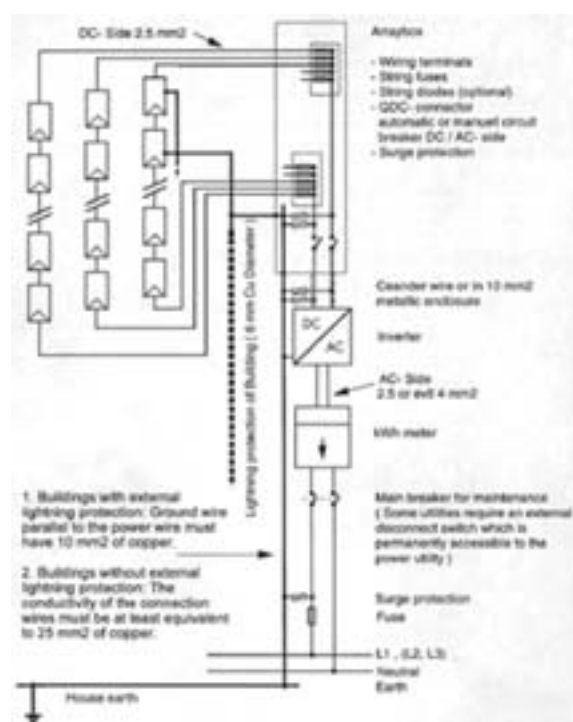 DC- Side 2.5 mm2
Arraybox
- Wiring terminals
- String fuses
- String diodes (optional)
- QDC- connector
automatic or manuell circuit
breaker DC / AC- side
- Surge protection
Lightning protection of Building ( 8 mm Cu Diameter )
Ceander wire or in 10 mm2
metallic enclosure
DC
AC
Inverter
AC- Side
2.5 or evtl 4 mm2
kWh meter
1. Buildings with external
lightning protection: Ground wire
parallel to the power wire must
have 10 mm2 of copper.
2. Buildings without external
lightning protection: The
conductivity of the connection
wires must be at least equivalent
to 25 mm2 of copper.
Main breaker for maintenance
( Some utilities require an external
disconnect switch which is
permanently accessible to the
power utility )
Surge protection
Fuse
L1 , (L2, L3)
Neutral
Earth
House earth